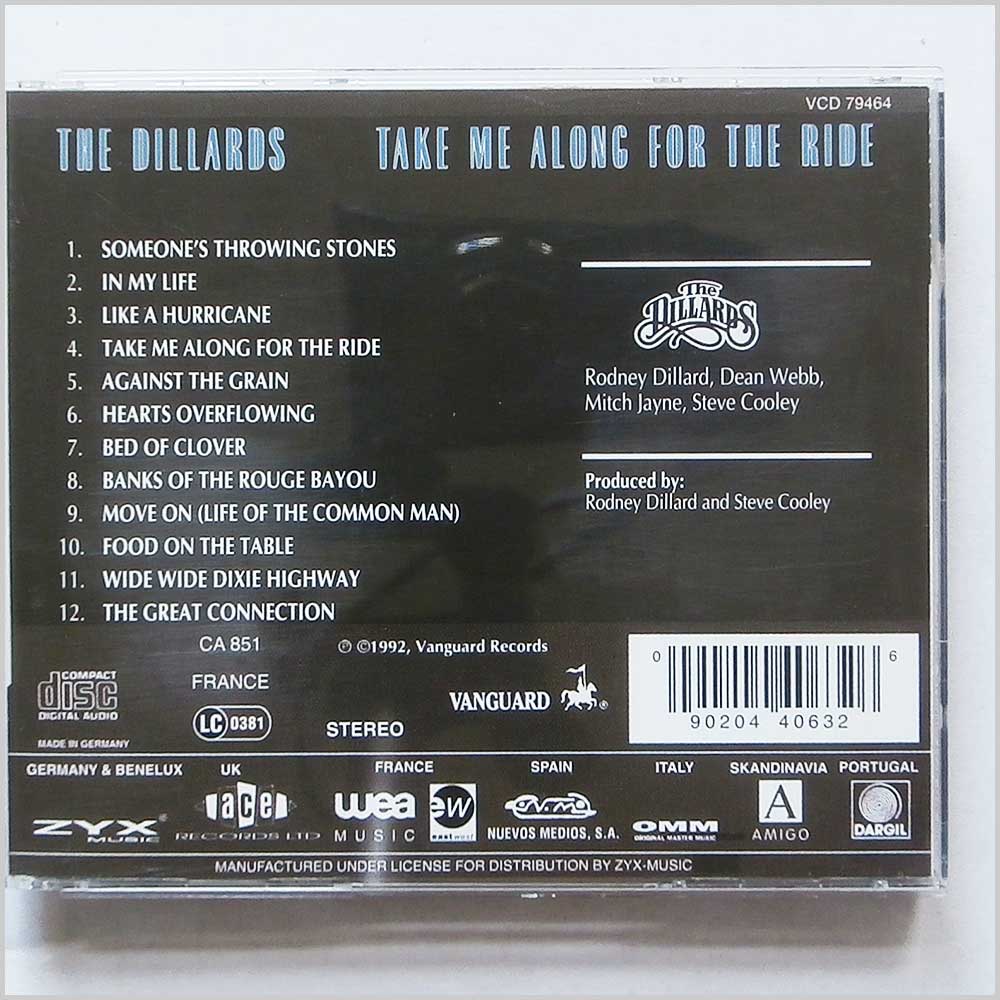 VCD 79464
THE DILLARDS TAKE ME ALONG FOR THE RIDE
1. SOMEONE'S THROWING STONES
2. IN MY LIFE
3. LIKE A HURRICANE
4. TAKE ME ALONG FOR THE RIDE
5. AGAINST THE GRAIN
6. HEARTS OVERFLOWING
7. BED OF CLOVER
8. BANKS OF THE ROUGE BAYOU
9. MOVE ON (LIFE OF THE COMMON MAN)
10. FOOD ON THE TABLE
11. WIDE WIDE DIXIE HIGHWAY
12. THE GREAT CONNECTION
The
DILLARDS
Rodney Dillard, Dean Webb,
Mitch Jayne, Steve Cooley
Produced by:
Rodney Dillard and Steve Cooley
CA 851
℗ ©1992, Vanguard Records
COMPACT
disc
DIGITAL AUDIO
FRANCE
LC 0381
STEREO
VANGUARD ®
0 6
90204 40632
MADE IN GERMANY
GERMANY & BENELUX UK FRANCE SPAIN ITALY SKANDINAVIA PORTUGAL
ZYX®
MUSIC
ace
RECORDS LTD
wea
MUSIC
ew
east west
NUEVOS MEDIOS, S.A.
OMM
ORIGINAL MASTER MUSIC
A
AMIGO
DARGIL
MANUFACTURED UNDER LICENSE FOR DISTRIBUTION BY ZYX-MUSIC